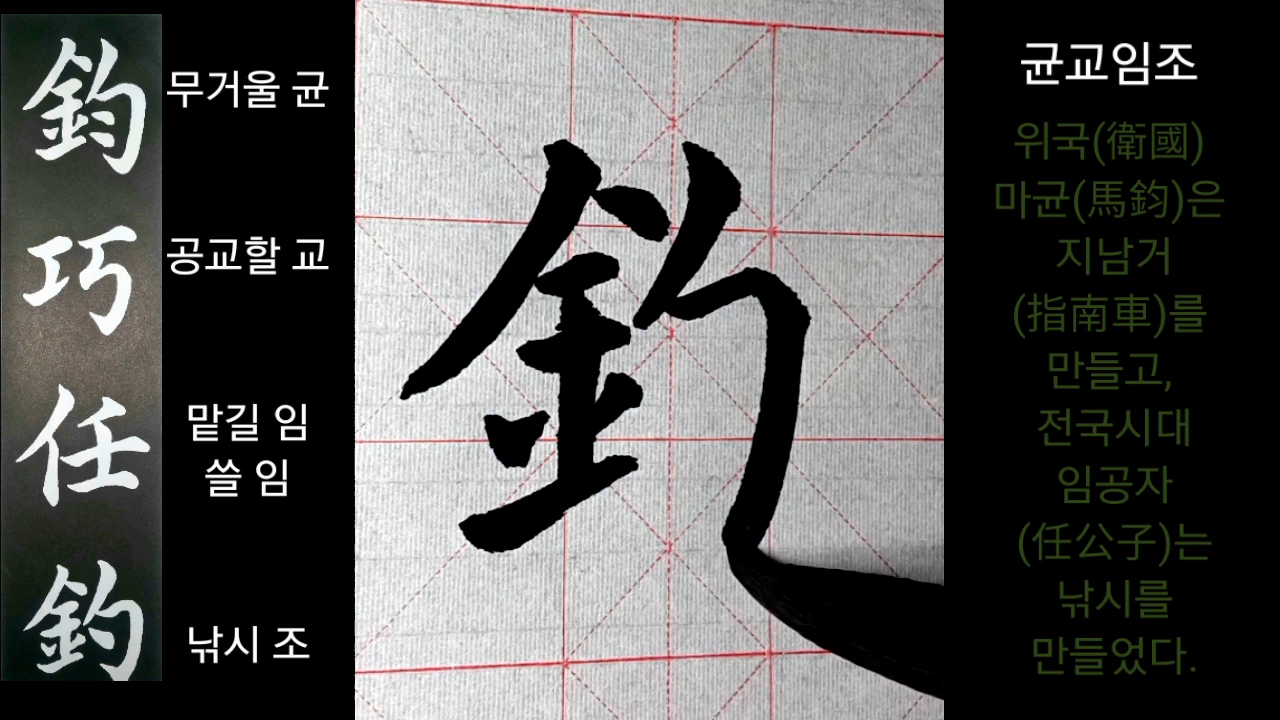 鈞
巧
任
釣
무거울 균
공교할 교
맡길 임
쓸 임
낚시 조
균교임조
위국(衛國)
마균(馬鈞)은
지남거
(指南車)를
만들고,
전국시대
임공자
(任公子)는
낚시를
만들었다.